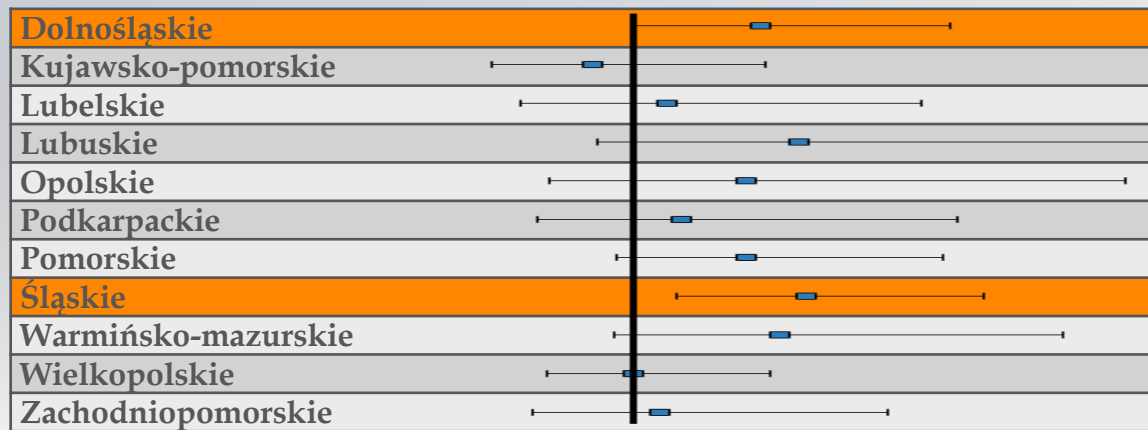 Dolnośląskie
Kujawsko-pomorskie
Lubelskie
Lubuskie
Opolskie
Podkarpackie
Pomorskie
Śląskie
Warmińsko-mazurskie
Wielkopolskie
Zachodniopomorskie